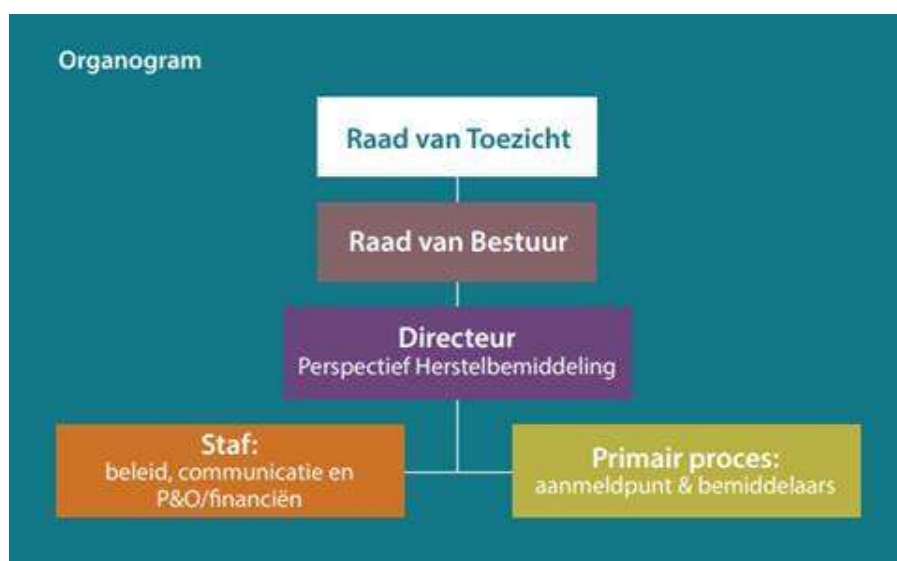 Organogram
Raad van Toezicht
Raad van Bestuur
Directeur
Perspectief Herstelbemiddeling
Staf:
beleid, communicatie en
P&O/financiën
Primair proces:
aanmeldpunt & bemiddelaars